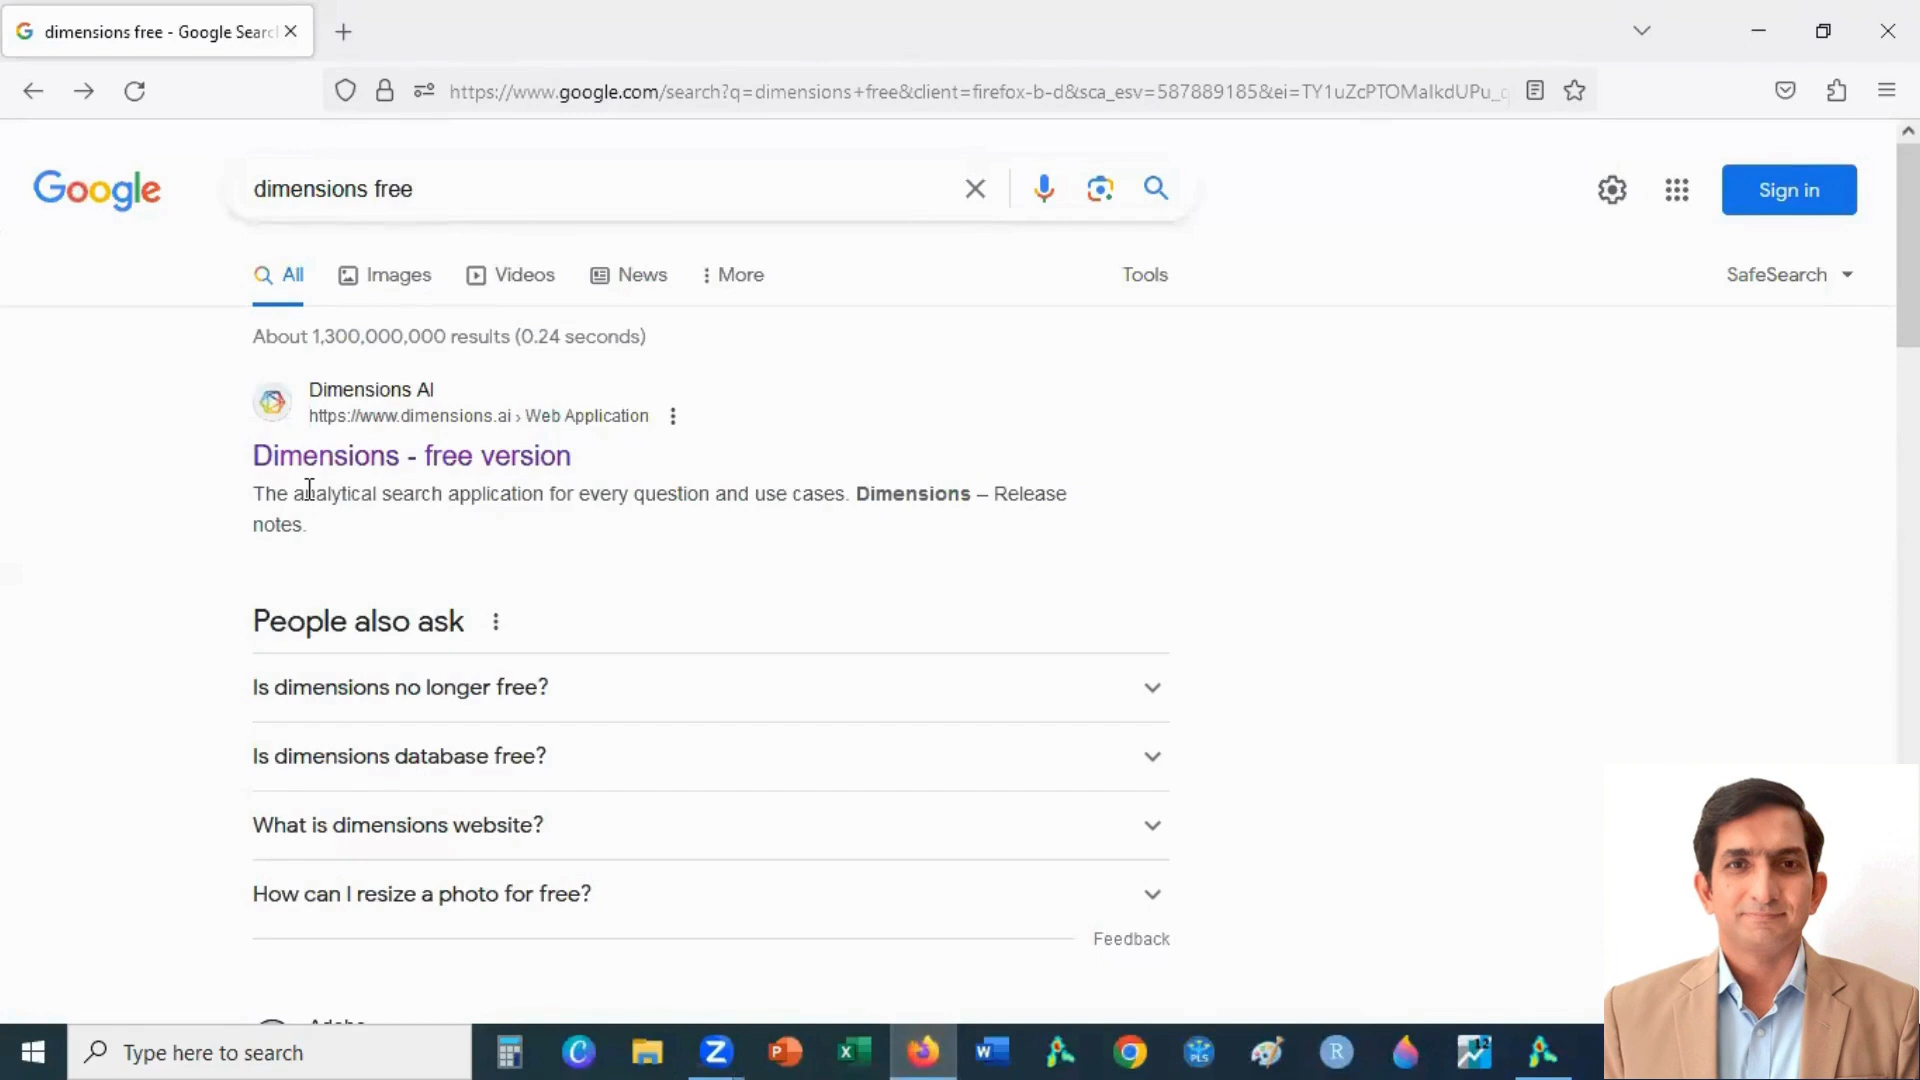 dimensions free - Google Searc
https://www.google.com/search?q=dimensions+free&client=firefox-b-d&sca_esv=587889185&ei=TY1uZcPTOMalkdUPu_
Google
dimensions free
Sign in
All
Images
Videos
News
More
Tools
SafeSearch
About 1,300,000,000 results (0.24 seconds)
Dimensions AI
https://www.dimensions.ai › Web Application
Dimensions - free version
The analytical search application for every question and use cases. Dimensions – Release
notes.
People also ask
Is dimensions no longer free?
Is dimensions database free?
What is dimensions website?
How can I resize a photo for free?
Feedback
Type here to search
C
Z
P
X
W
PLS
R
12